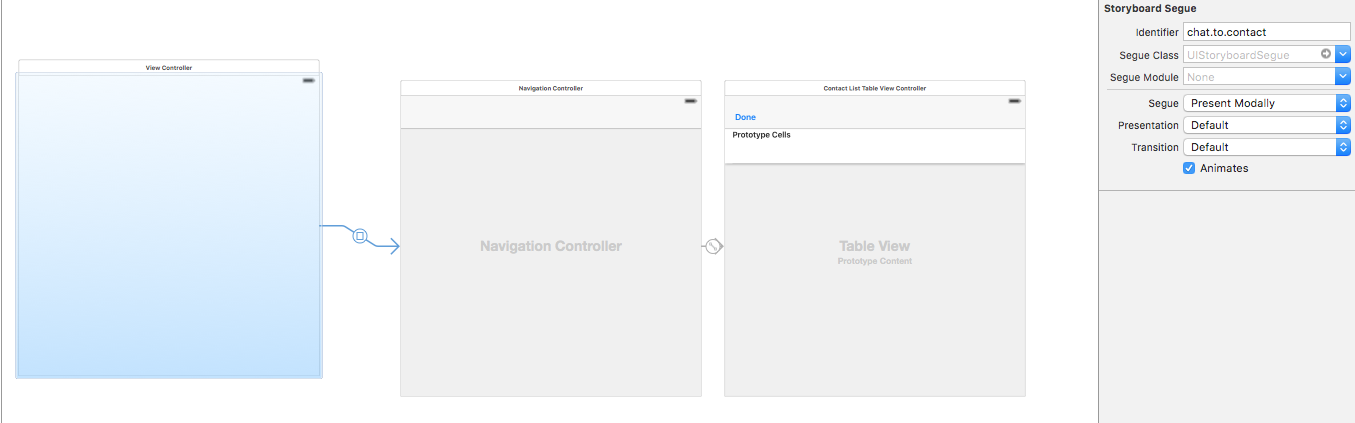 View Controller
Navigation Controller
Navigation Controller
Contact List Table View Controller
Done
Prototype Cells
Table View
Prototype Content
Storyboard Segue
Identifier chat.to.contact
Segue Class UIStoryboardSegue
Segue Module None
Segue Present Modally
Presentation Default
Transition Default
Animates